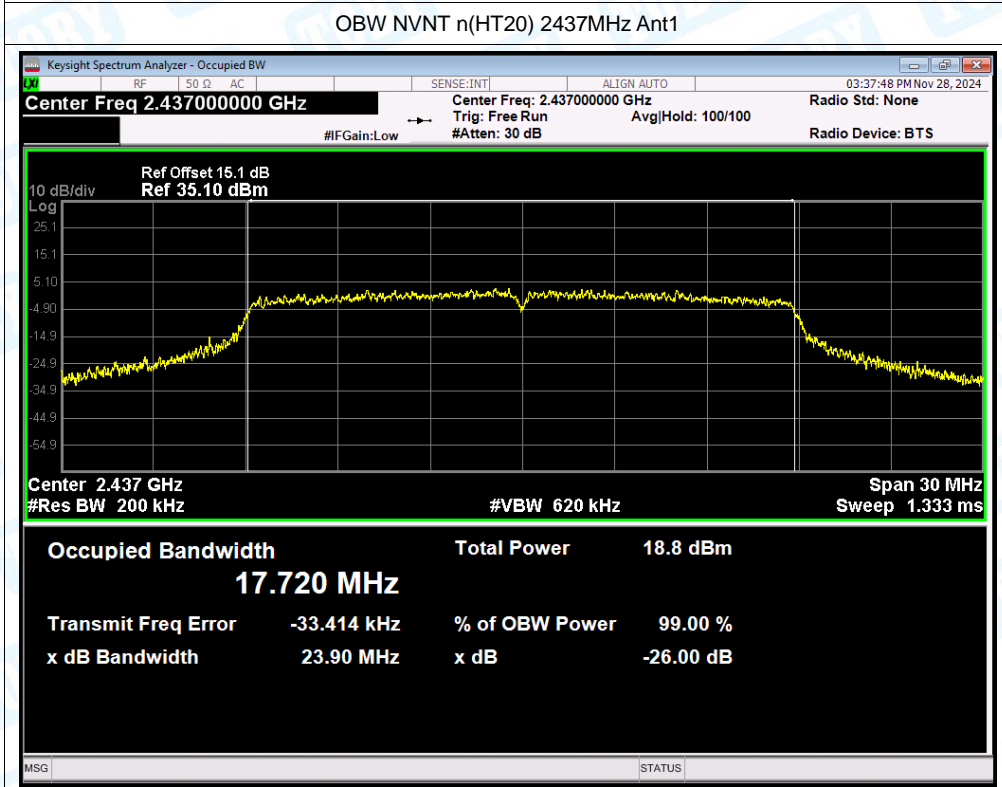 OBW NVNT n(HT20) 2437MHz Ant1
Keysight Spectrum Analyzer - Occupied BW
LXI RF 50 Ω AC SENSE:INT ALIGN AUTO 03:37:48 PM Nov 28, 2024
Center Freq 2.437000000 GHz Center Freq: 2.437000000 GHz Radio Std: None
Trig: Free Run Avg|Hold: 100/100
#IFGain:Low #Atten: 30 dB Radio Device: BTS
Ref Offset 15.1 dB
10 dB/div Ref 35.10 dBm
Log
25.1
15.1
5.10
-4.90
-14.9
-24.9
-34.9
-44.9
-54.9
Center 2.437 GHz Span 30 MHz
#Res BW 200 kHz #VBW 620 kHz Sweep 1.333 ms
Occupied Bandwidth Total Power 18.8 dBm
17.720 MHz
Transmit Freq Error -33.414 kHz % of OBW Power 99.00 %
x dB Bandwidth 23.90 MHz x dB -26.00 dB
MSG STATUS